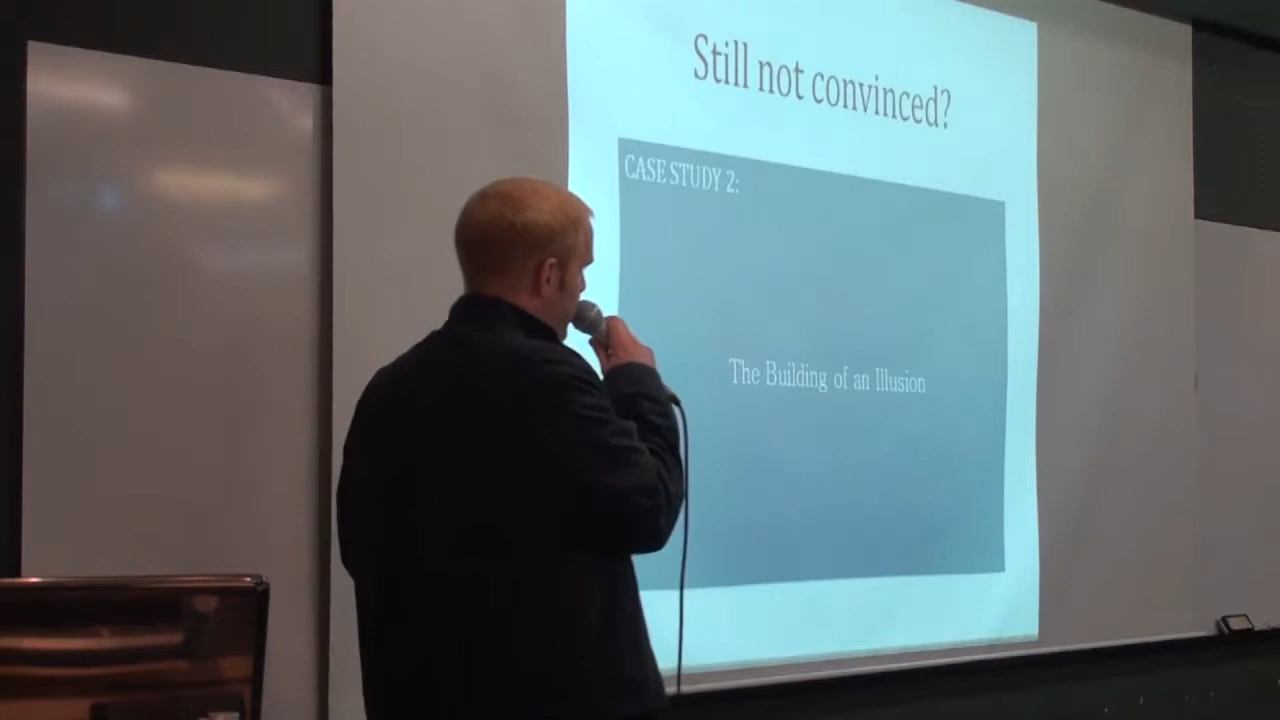 Still not convinced?
CASE STUDY 2:
The Building of an Illusion